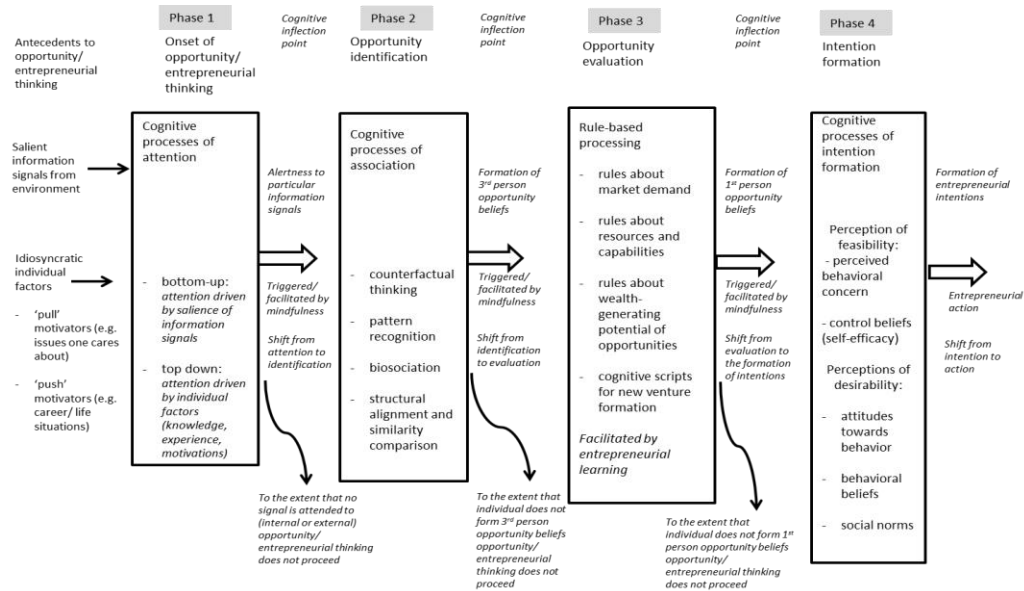 Antecedents to
opportunity/
entrepreneurial
thinking
Salient
information
signals from
environment
Idiosyncratic
individual
factors
- 'pull'
motivators (e.g.
issues one cares
about)
- 'push'
motivators (e.g.
career/ life
situations)
Phase 1
Onset of
opportunity/
entrepreneurial
thinking
Cognitive
processes of
attention
- bottom-up:
attention driven
by salience of
information
signals
- top down:
attention driven
by individual
factors
(knowledge,
experience,
motivations)
Cognitive
inflection
point
Alertness to
particular
information
signals
Triggered/
facilitated by
mindfulness
Shift from
attention to
identification
To the extent that no
signal is attended to
(internal or external)
opportunity/
entrepreneurial thinking
does not proceed
Phase 2
Opportunity
identification
Cognitive
processes of
association
- counterfactual
thinking
- pattern
recognition
- biosociation
- structural
alignment and
similarity
comparison
Cognitive
inflection
point
Formation of
3rd person
opportunity
beliefs
Triggered/
facilitated by
mindfulness
Shift from
identification
to evaluation
To the extent that
individual does not
form 3rd person
opportunity beliefs
opportunity/
entrepreneurial
thinking does not
proceed
Phase 3
Opportunity
evaluation
Rule-based
processing
- rules about
market demand
- rules about
resources and
capabilities
- rules about
wealth-
generating
potential of
opportunities
- cognitive scripts
for new venture
formation
Facilitated by
entrepreneurial
learning
Cognitive
inflection
point
Formation of
1st person
opportunity
beliefs
Triggered/
facilitated by
mindfulness
Shift from
evaluation to
the formation
of intentions
To the extent that
individual does not form 1st
person opportunity beliefs
opportunity/
entrepreneurial thinking
does not proceed
Phase 4
Intention
formation
Cognitive
processes of
intention
formation
Perception of
feasibility:
- perceived
behavioral
concern
- control beliefs
(self-efficacy)
Perceptions of
desirability:
- attitudes
towards
behavior
- behavioral
beliefs
- social norms
Formation of
entrepreneurial
intentions
Entrepreneurial
action
Shift from
intention to
action